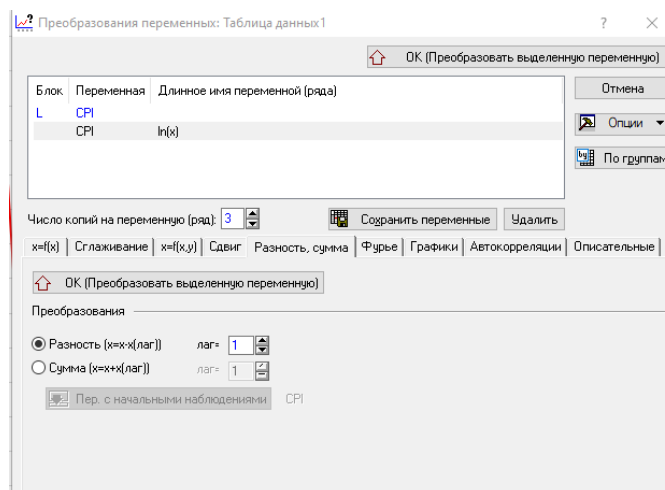 Преобразования переменных: Таблица данных1
OK (Преобразовать выделенную переменную)
Блок Переменная Длинное имя переменной (ряда)
L CPI
CPI ln(x)
Отмена
Опции
По группам
Число копий на переменную (ряд): 3
Сохранить переменные Удалить
x=f(x) Сглаживание x=f(x,y) Сдвиг Разность, сумма Фурье Графики Автокорреляции Описательные
OK (Преобразовать выделенную переменную)
Преобразования
Разность (x=x-x(лаг)) лаг= 1
Сумма (x=x+x(лаг)) лаг= 1
Пер. с начальными наблюдениями CPI